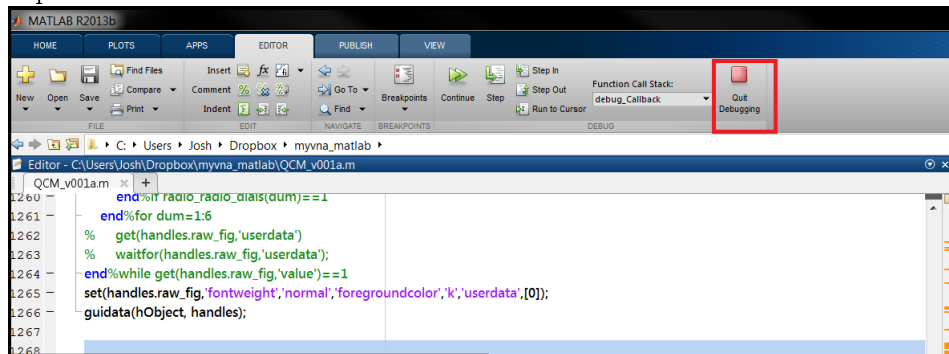 MATLAB R2013b
HOME PLOTS APPS EDITOR PUBLISH VIEW
New Open Save
Find Files
Compare
Print
FILE
Insert fx
Comment %
Indent
EDIT
Go To
Find
NAVIGATE
Breakpoints
BREAKPOINTS
Continue Step
Step In
Step Out
Run to Cursor
Function Call Stack:
debug_Callback
DEBUG
Quit
Debugging
C: Users Josh Dropbox myvna_matlab
Editor - C:\Users\Josh\Dropbox\myvna_matlab\QCM_v001a.m
QCM_v001a.m × +
1260 – end%if radio_radio_dials(dum)==1
1261 – end%for dum=1:6
1262 % get(handles.raw_fig,'userdata')
1263 % waitfor(handles.raw_fig,'userdata');
1264 – end%while get(handles.raw_fig,'value')==1
1265 – set(handles.raw_fig,'fontweight','normal','foregroundcolor','k','userdata',[0]);
1266 – guidata(hObject, handles);
1267
1268